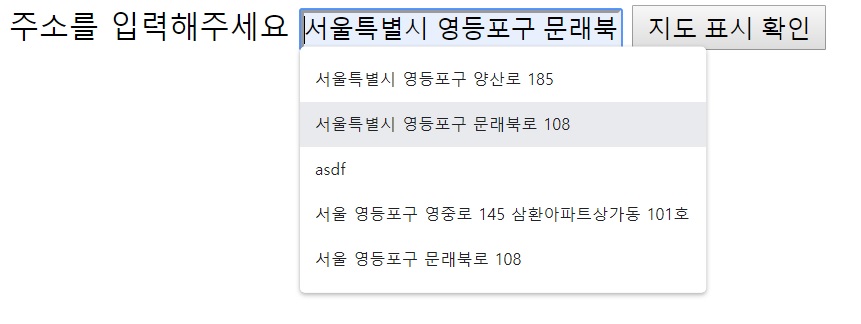 주소를 입력해주세요 서울특별시 영등포구 문래북 지도 표시 확인
서울특별시 영등포구 양산로 185
서울특별시 영등포구 문래북로 108
asdf
서울 영등포구 영중로 145 삼환아파트상가동 101호
서울 영등포구 문래북로 108